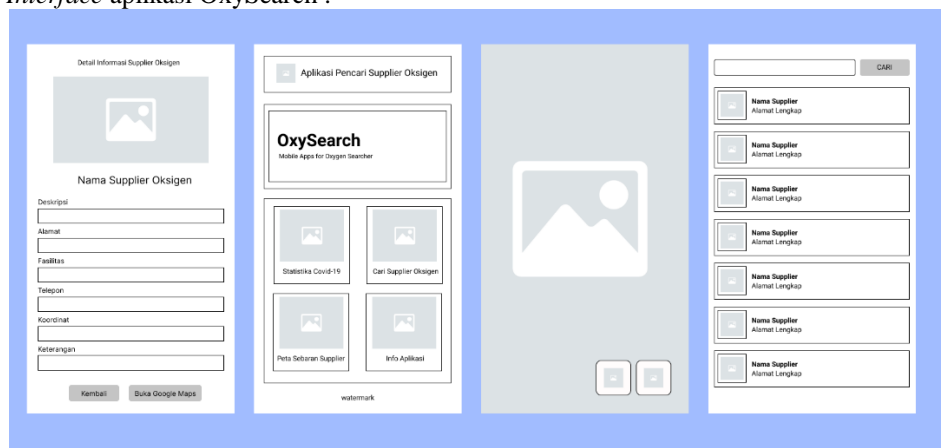 Interface aplikasi OxySearch :
Detail Informasi Supplier Oksigen
Nama Supplier Oksigen
Deskripsi
Alamat
Fasilitas
Telepon
Koordinat
Keterangan
Kembali
Buka Google Maps
Aplikasi Pencari Supplier Oksigen
OxySearch
Mobile Apps for Oxygen Searcher
Statistika Covid-19
Cari Supplier Oksigen
Peta Sebaran Supplier
Info Aplikasi
watermark
CARI
Nama Supplier
Alamat Lengkap
Nama Supplier
Alamat Lengkap
Nama Supplier
Alamat Lengkap
Nama Supplier
Alamat Lengkap
Nama Supplier
Alamat Lengkap
Nama Supplier
Alamat Lengkap
Nama Supplier
Alamat Lengkap